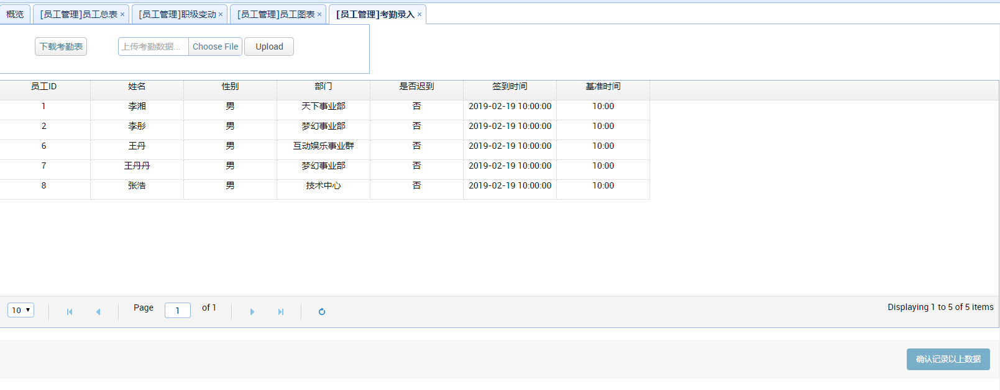 概览 [员工管理]员工总表 × [员工管理]职级变动 × [员工管理]员工图表 × [员工管理]考勤录入 ×
下载考勤表 上传考勤数据... Choose File Upload
员工ID 姓名 性别 部门 是否迟到 签到时间 基准时间
1 李湘 男 天下事业部 否 2019-02-19 10:00:00 10:00
2 李彤 男 梦幻事业部 否 2019-02-19 10:00:00 10:00
6 王丹 男 互动娱乐事业群 否 2019-02-19 10:00:00 10:00
7 王丹丹 男 梦幻事业部 否 2019-02-19 10:00:00 10:00
8 张浩 男 技术中心 否 2019-02-19 10:00:00 10:00
10 Page 1 of 1 Displaying 1 to 5 of 5 items
确认记录以上数据